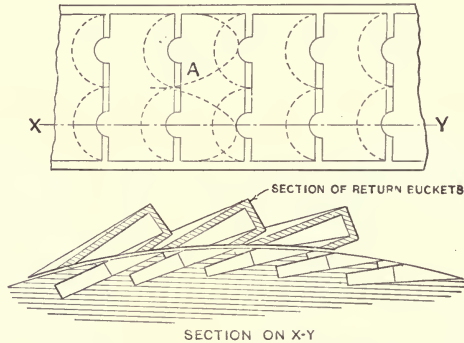 A
X
Y
SECTION OF RETURN BUCKETS
SECTION ON X-Y